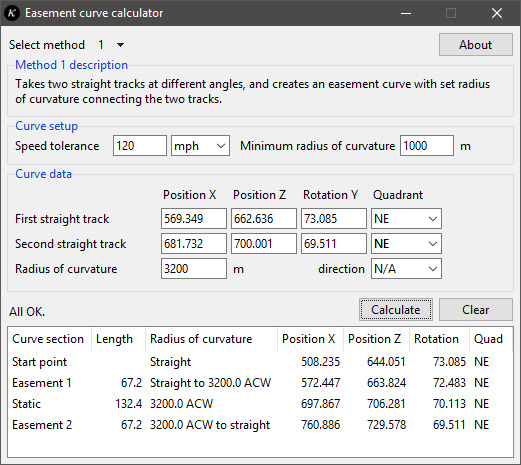 K Easement curve calculator
Select method 1 About
Method 1 description
Takes two straight tracks at different angles, and creates an easement curve with set radius
of curvature connecting the two tracks.
Curve setup
Speed tolerance 120 mph Minimum radius of curvature 1000 m
Curve data
Position X Position Z Rotation Y Quadrant
First straight track 569.349 662.636 73.085 NE
Second straight track 681.732 700.001 69.511 NE
Radius of curvature 3200 m direction N/A
All OK. Calculate Clear
Curve section Length Radius of curvature Position X Position Z Rotation Quad
Start point Straight 508.235 644.051 73.085 NE
Easement 1 67.2 Straight to 3200.0 ACW 572.447 663.824 72.483 NE
Static 132.4 3200.0 ACW 697.867 706.281 70.113 NE
Easement 2 67.2 3200.0 ACW to straight 760.886 729.578 69.511 NE